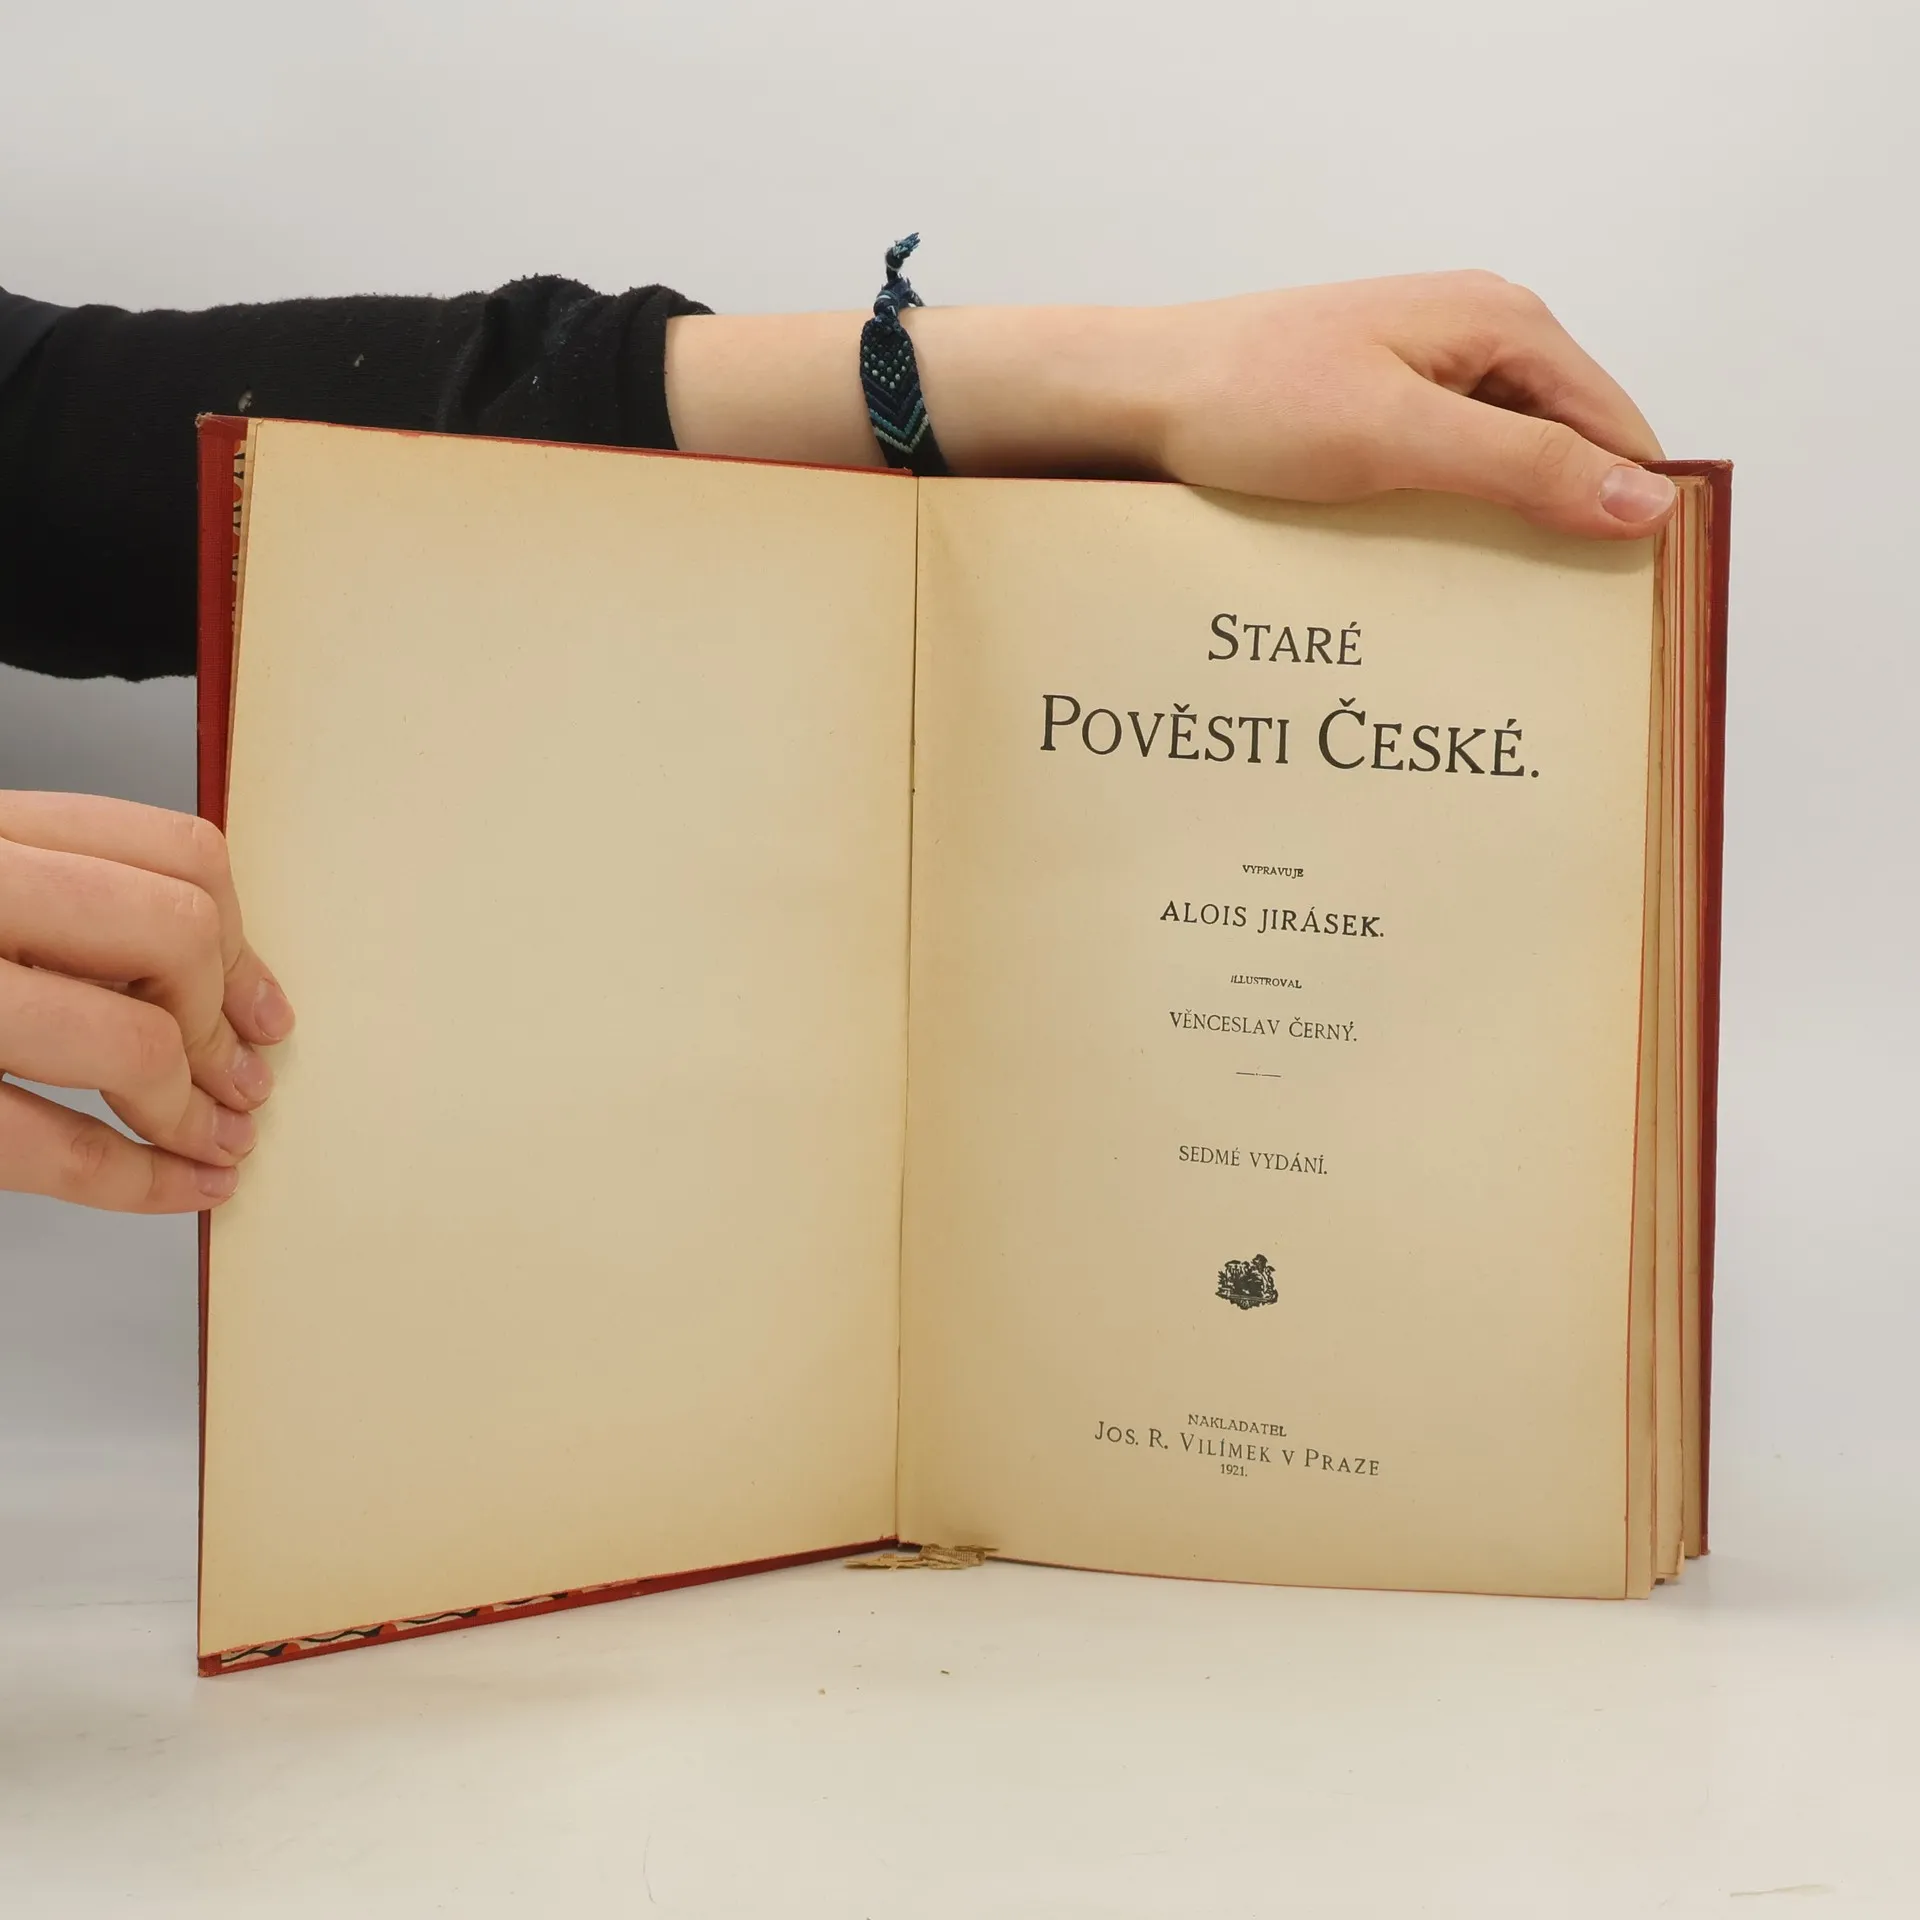 STARÉ
POVĚSTI ČESKÉ.
VYPRAVUJE
ALOIS JIRÁSEK.
ILLUSTROVAL
VĚNCESLAV ČERNÝ.
SEDMÉ VYDÁNÍ.
NAKLADATEL
JOS. R. VILÍMEK V PRAZE
1921.